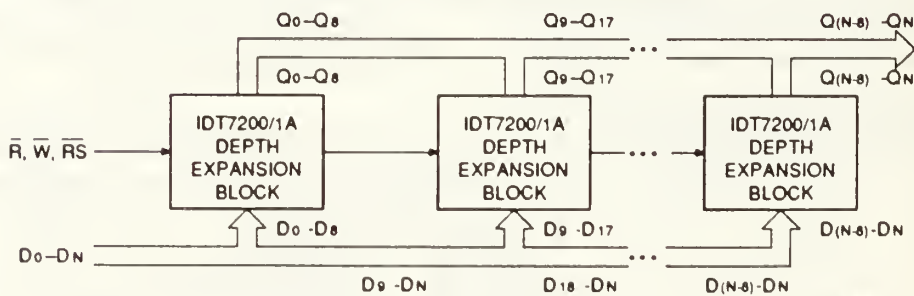 Q0–Q8 Q9–Q17 Q(N-8) -QN
Q0–Q8 Q9–Q17 Q(N-8) -QN
R̅, W̅, R̅S̅
IDT7200/1A
DEPTH
EXPANSION
BLOCK
IDT7200/1A
DEPTH
EXPANSION
BLOCK
IDT7200/1A
DEPTH
EXPANSION
BLOCK
D0–DN
D0 -D8 D9 -D17 D(N-8)-DN
D9 -DN D18 -DN D(N-8)-DN